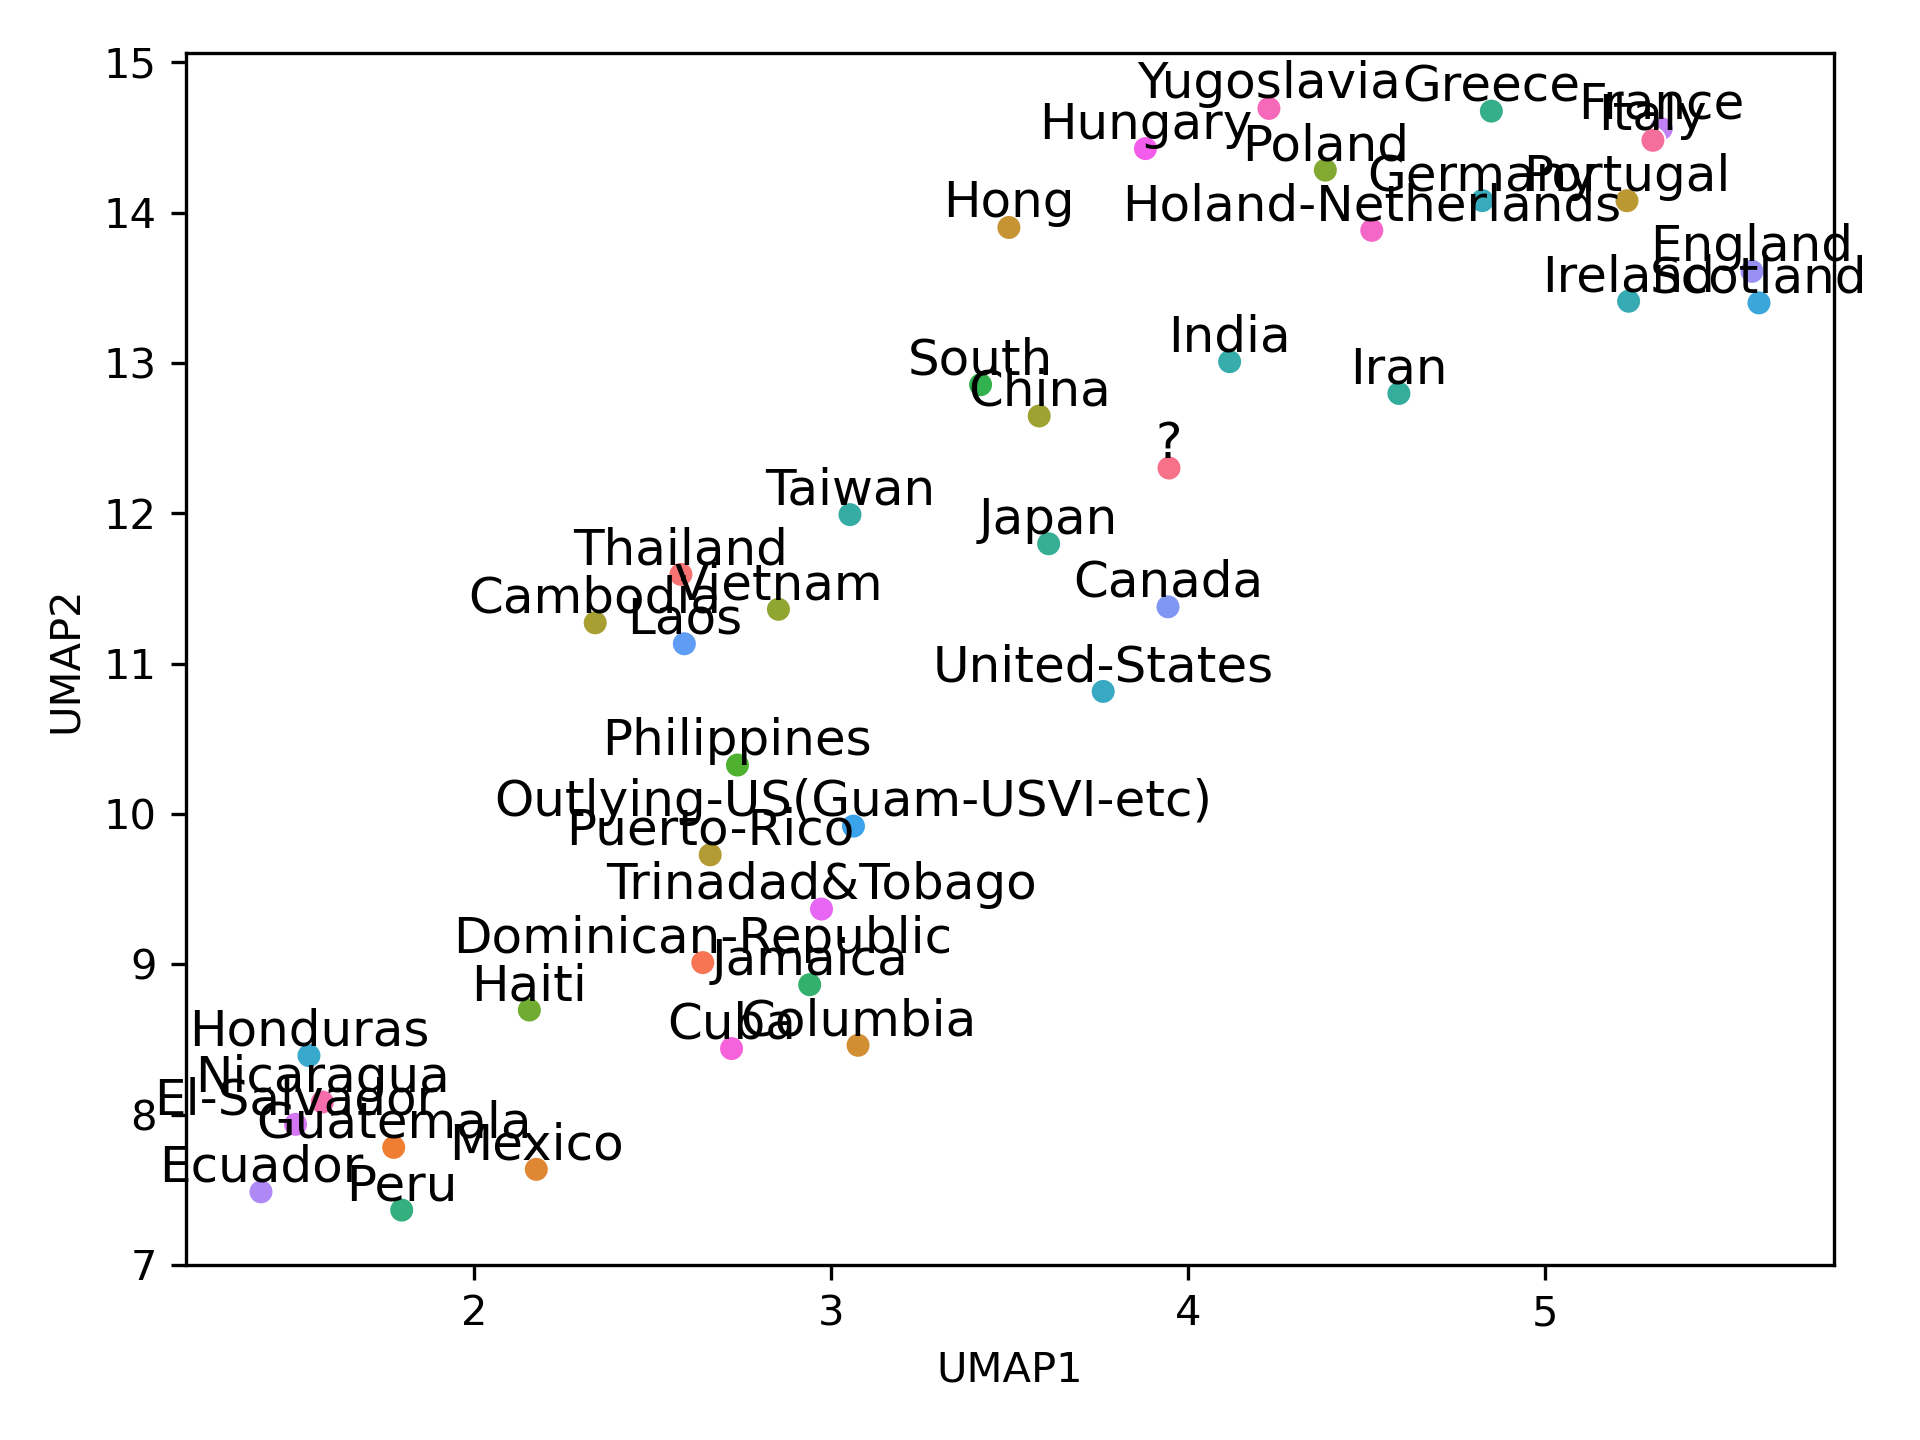 15
14
13
12
11
10
9
8
7
UMAP2
Yugoslavia
Greece
France
Italy
Hungary
Poland
Germany
Portugal
Holand-Netherlands
Hong
England
Ireland
Scotland
India
South
Iran
China
?
Taiwan
Japan
Thailand
Vietnam
Canada
Cambodia
Laos
United-States
Philippines
Outlying-US(Guam-USVI-etc)
Puerto-Rico
Trinadad&Tobago
Dominican-Republic
Jamaica
Haiti
Cuba
Columbia
Honduras
Nicaragua
El-Salvador
Guatemala
Mexico
Ecuador
Peru
2
3
4
5
UMAP1